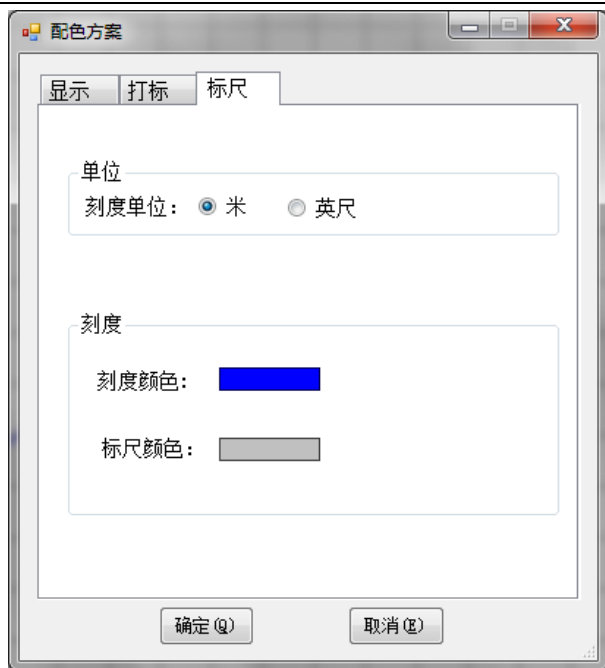 配色方案
显示 打标 标尺
单位
刻度单位: 米 英尺
刻度
刻度颜色:
标尺颜色:
确定(Q) 取消(E)